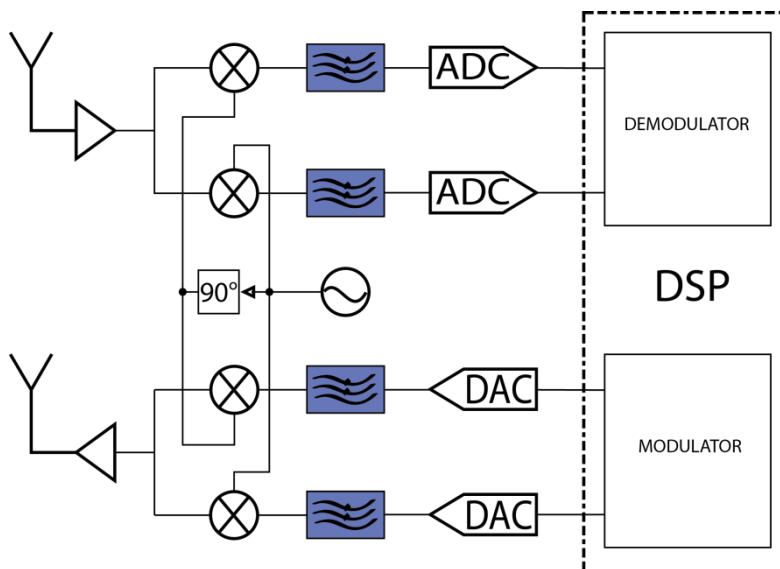 ADC
DEMODULATOR
ADC
90°
DSP
DAC
MODULATOR
DAC